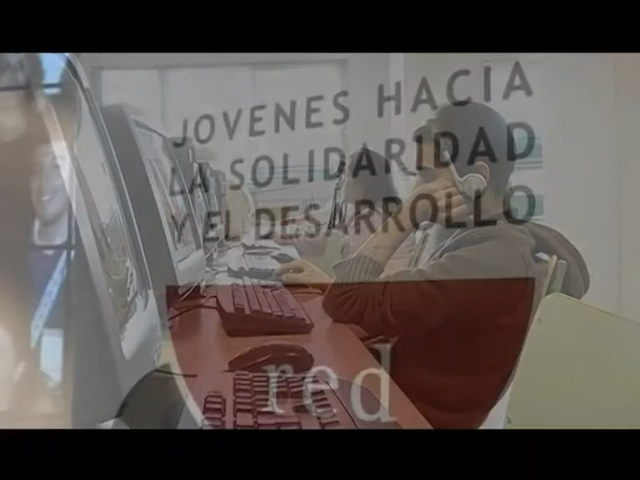 JOVENES HACIA
LA SOLIDARIDAD
Y EL DESARROLLO
red